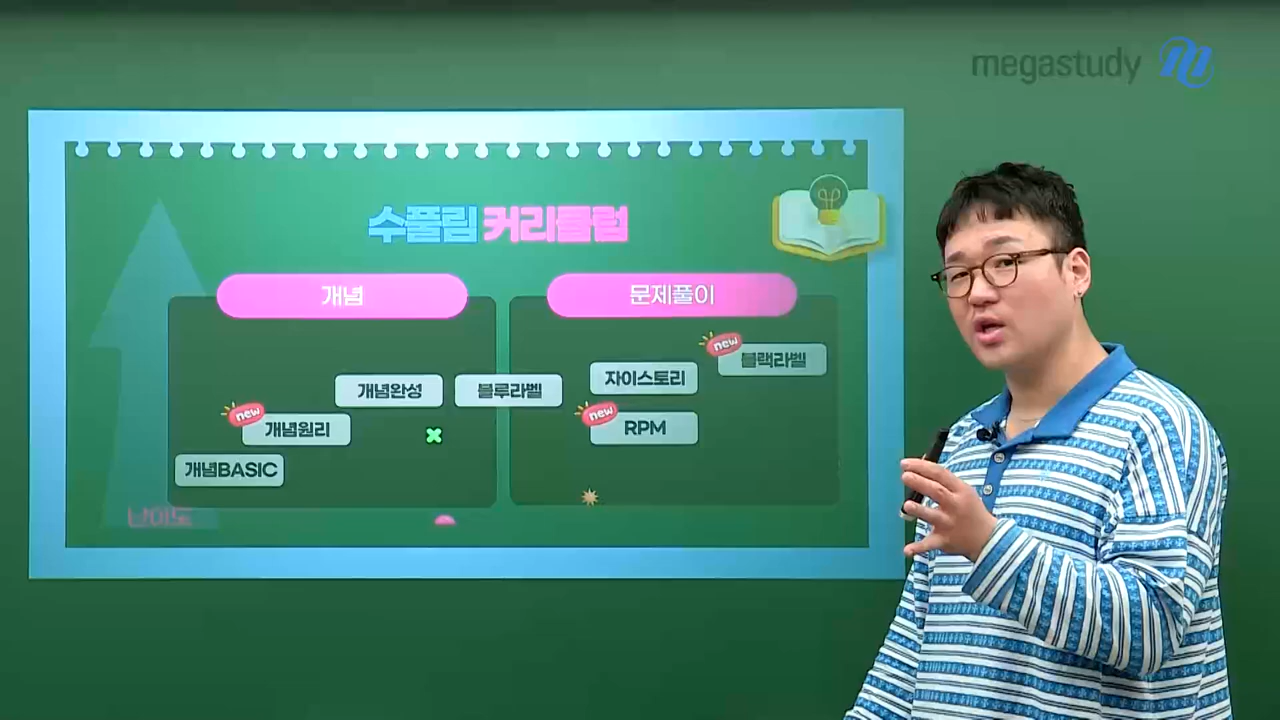 megastudy
수풀림 커리큘럼
개념
문제풀이
new
블랙라벨
자이스토리
개념완성
블루라벨
new
개념원리
new
RPM
개념BASIC
난이도